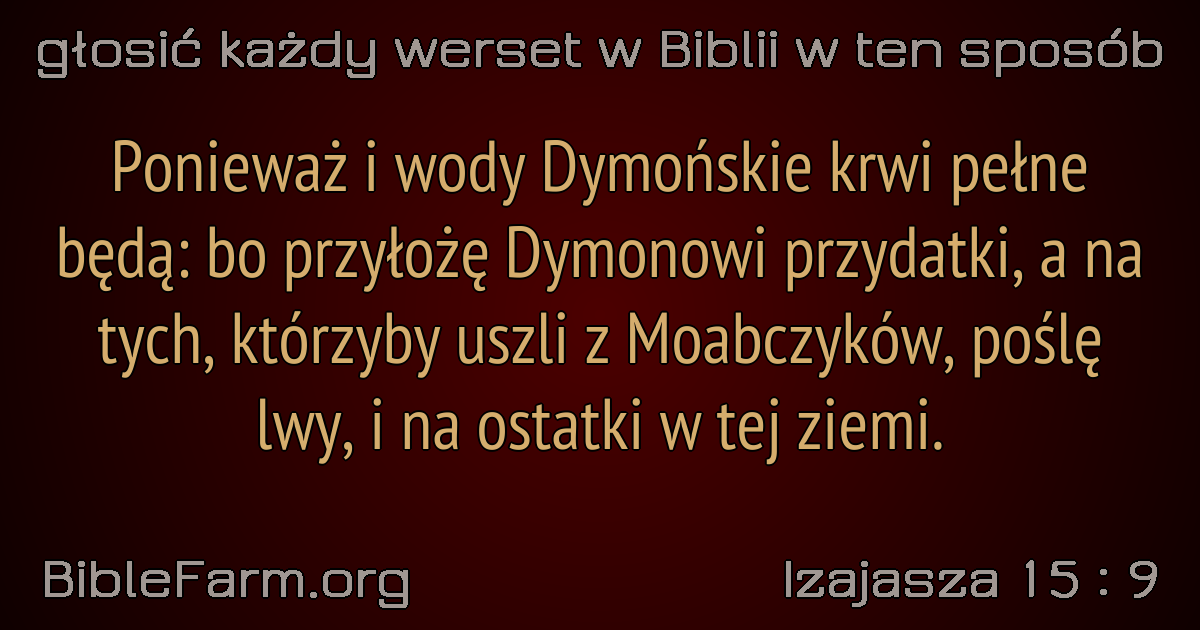 głosić każdy werset w Biblii w ten sposób
Ponieważ i wody Dymońskie krwi pełne
będą: bo przyłożę Dymonowi przydatki, a na
tych, którzyby uszli z Moabczyków, poślę
lwy, i na ostatki w tej ziemi.
BibleFarm.org
Izajasza 15 : 9